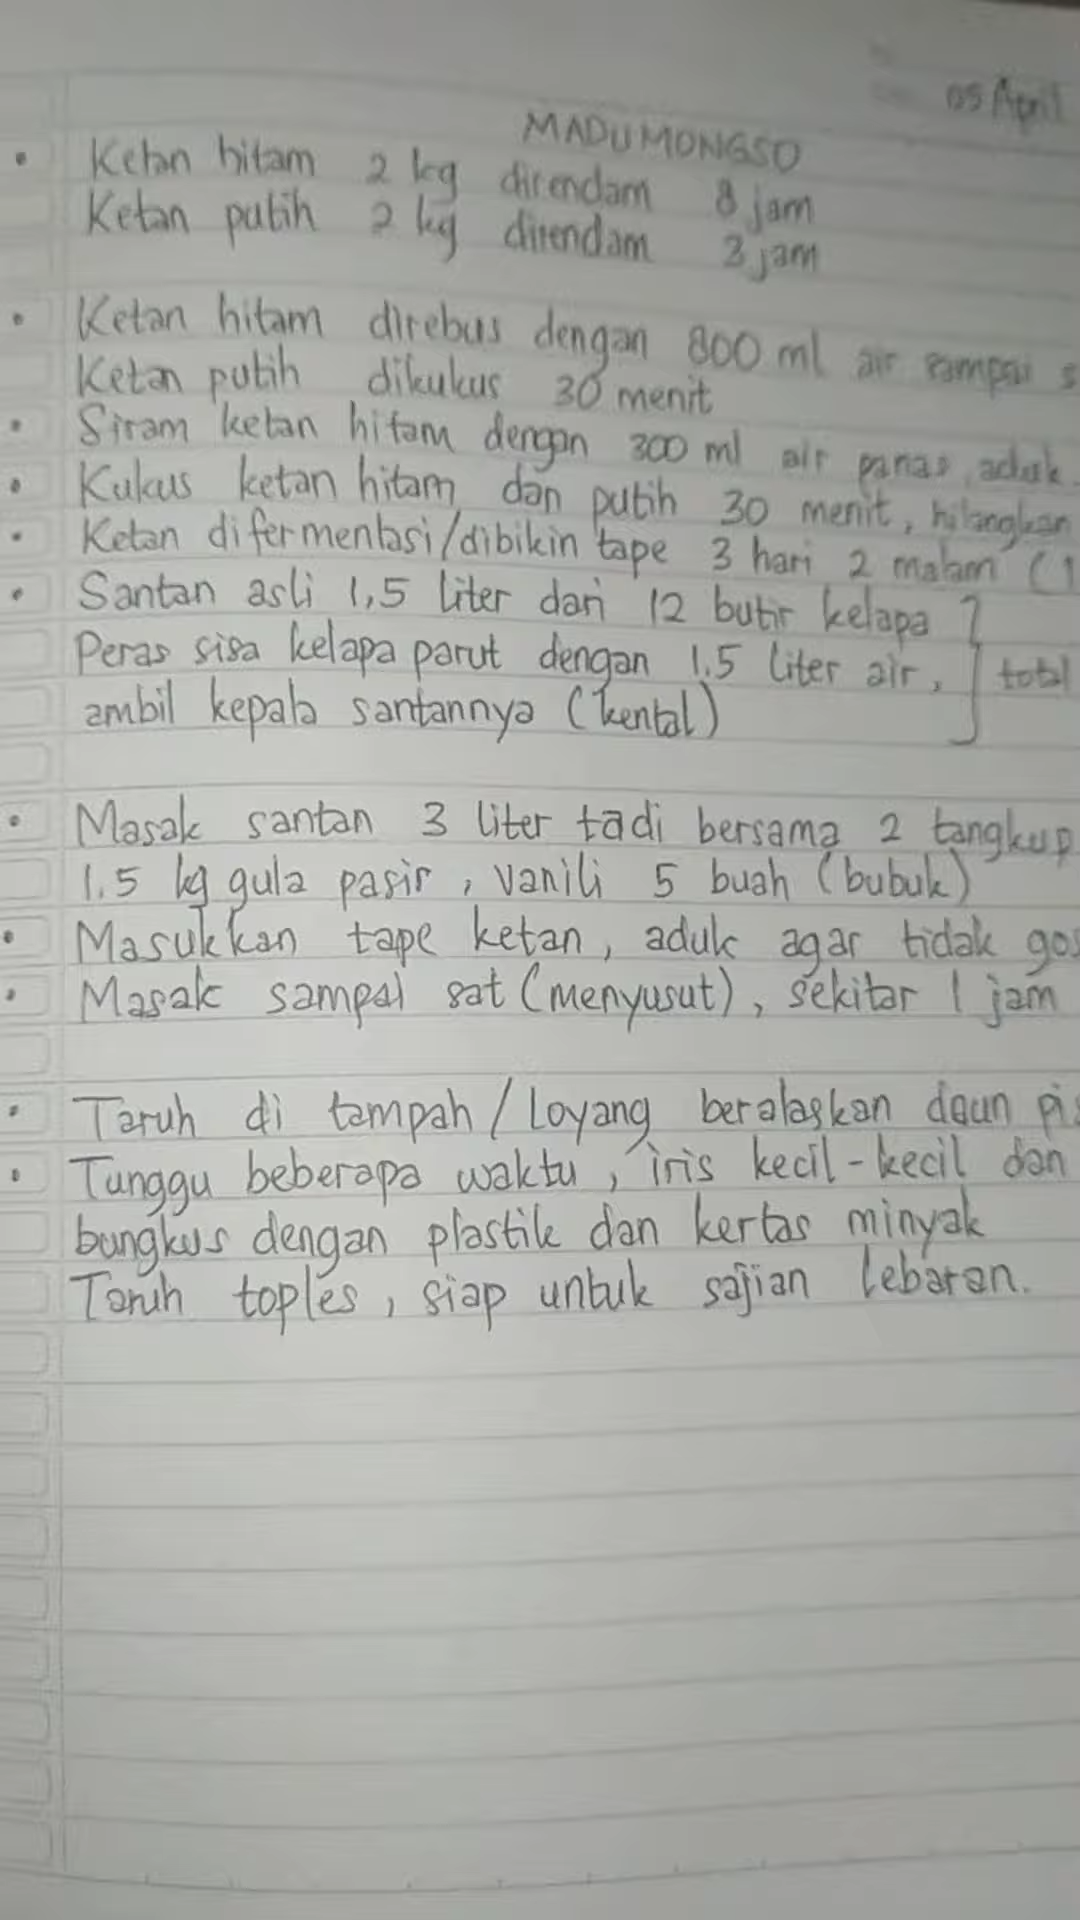 05 April
MADUMONGSO
• Ketan hitam 2 kg direndam 8 jam
Ketan putih 2 kg direndam 3 jam
• Ketan hitam direbus dengan 800 ml air sampai
Ketan putih dikukus 30 menit
• Siram ketan hitam dengan 300 ml air panas, aduk
• Kukus ketan hitam dan putih 30 menit, hilangkan
• Ketan difermentasi/dibikin tape 3 hari 2 malam (1
• Santan asli 1,5 liter dari 12 butir kelapa
Peras sisa kelapa parut dengan 1.5 liter air, total
ambil kepala santannya (kental)
• Masak santan 3 liter tadi bersama 2 tangkup
1.5 kg gula pasir, vanili 5 buah (bubuk)
• Masukkan tape ketan, aduk agar tidak gos
• Masak sampai sat (menyusut), sekitar 1 jam
• Taruh di tampah / Loyang beralaskan daun pis
• Tunggu beberapa waktu, iris kecil-kecil dan
bungkus dengan plastik dan kertas minyak
Taruh toples, siap untuk sajian lebaran.